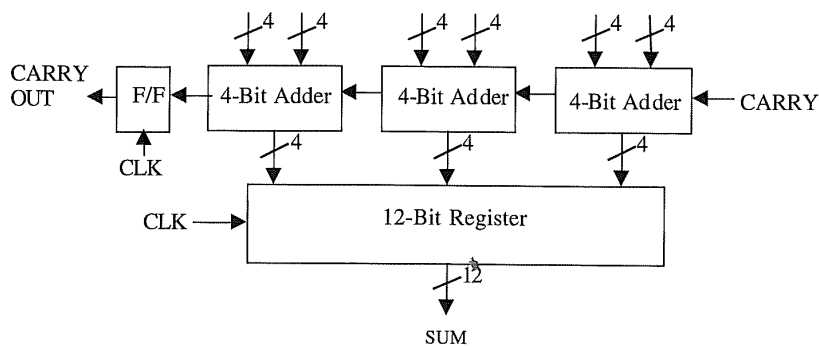 4 4 4 4 4 4
CARRY
OUT
F/F
4-Bit Adder
4-Bit Adder
4-Bit Adder
CARRY
CLK
4 4 4
CLK
12-Bit Register
12
SUM